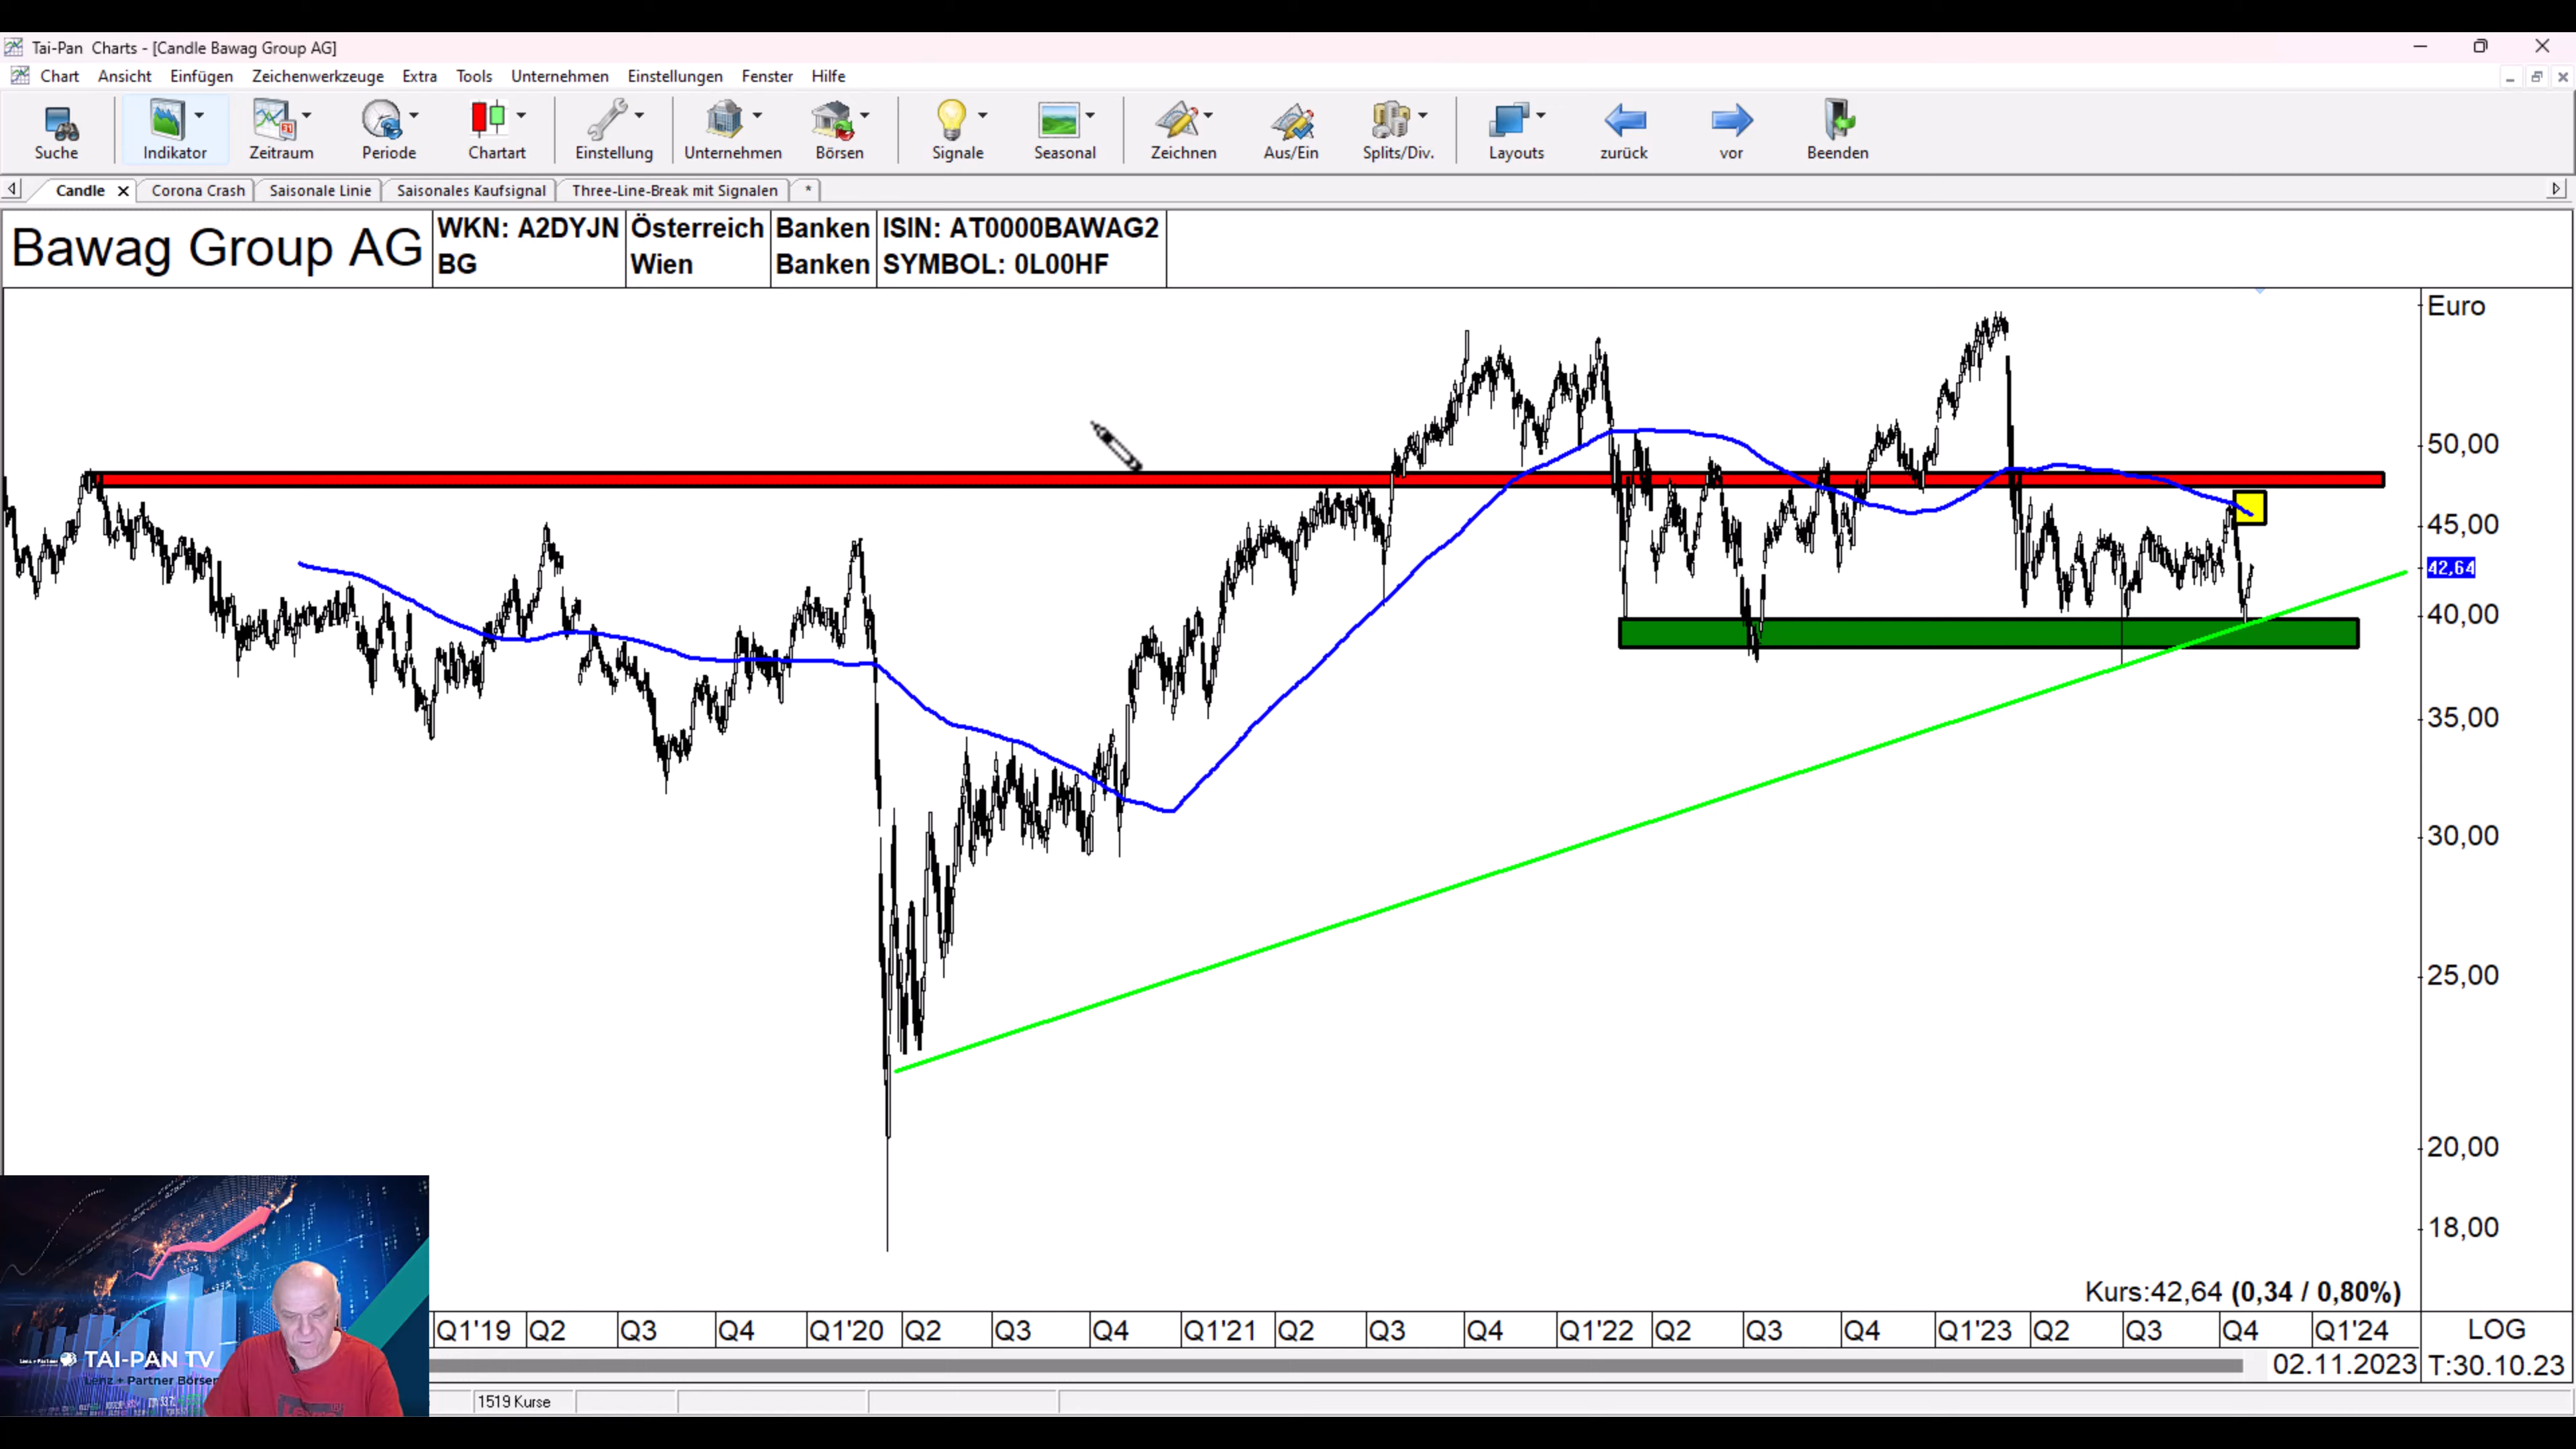 Tai-Pan Charts - [Candle Bawag Group AG]
Chart Ansicht Einfügen Zeichenwerkzeuge Extra Tools Unternehmen Einstellungen Fenster Hilfe
Suche Indikator Zeitraum Periode Chartart Einstellung Unternehmen Börsen Signale Seasonal Zeichnen Aus/Ein Splits/Div. Layouts zurück vor Beenden
Candle Corona Crash Saisonale Linie Saisonales Kaufsignal Three-Line-Break mit Signalen *
Bawag Group AG
WKN: A2DYJN Österreich Banken ISIN: AT0000BAWAG2
BG Wien Banken SYMBOL: 0L00HF
Euro
50,00
45,00
42,64
40,00
35,00
30,00
25,00
20,00
18,00
Kurs:42,64 (0,34 / 0,80%)
Q1'19 Q2 Q3 Q4 Q1'20 Q2 Q3 Q4 Q1'21 Q2 Q3 Q4 Q1'22 Q2 Q3 Q4 Q1'23 Q2 Q3 Q4 Q1'24 LOG
02.11.2023 T:30.10.23
TAI-PAN TV
Lenz + Partner Börsen
1519 Kurse